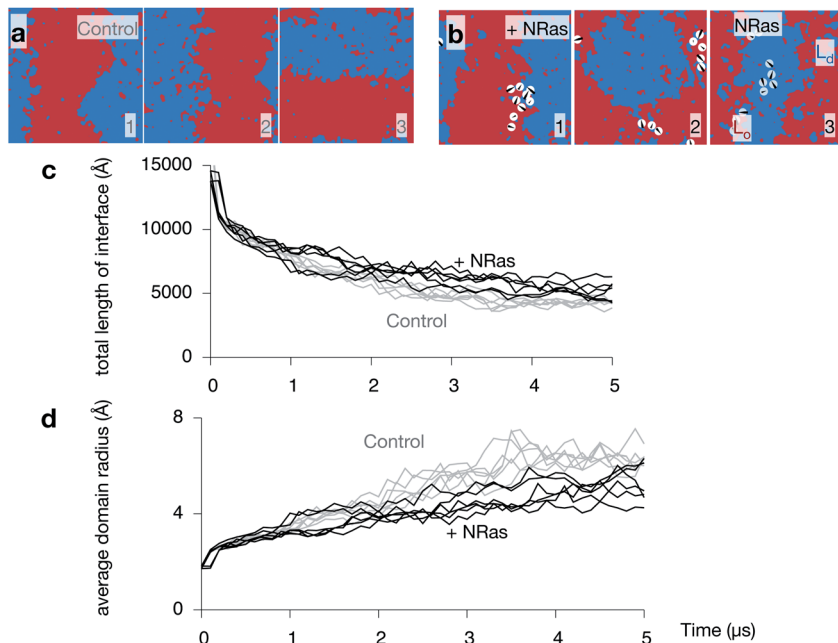 a
Control
1
2
3
b
+ NRas
NRas
Ld
Lo
1
2
3
c
total length of interface (Å)
15000
10000
5000
0
+ NRas
Control
0 1 2 3 4 5
d
average domain radius (Å)
8
4
0
Control
+ NRas
0 1 2 3 4 5
Time (µs)